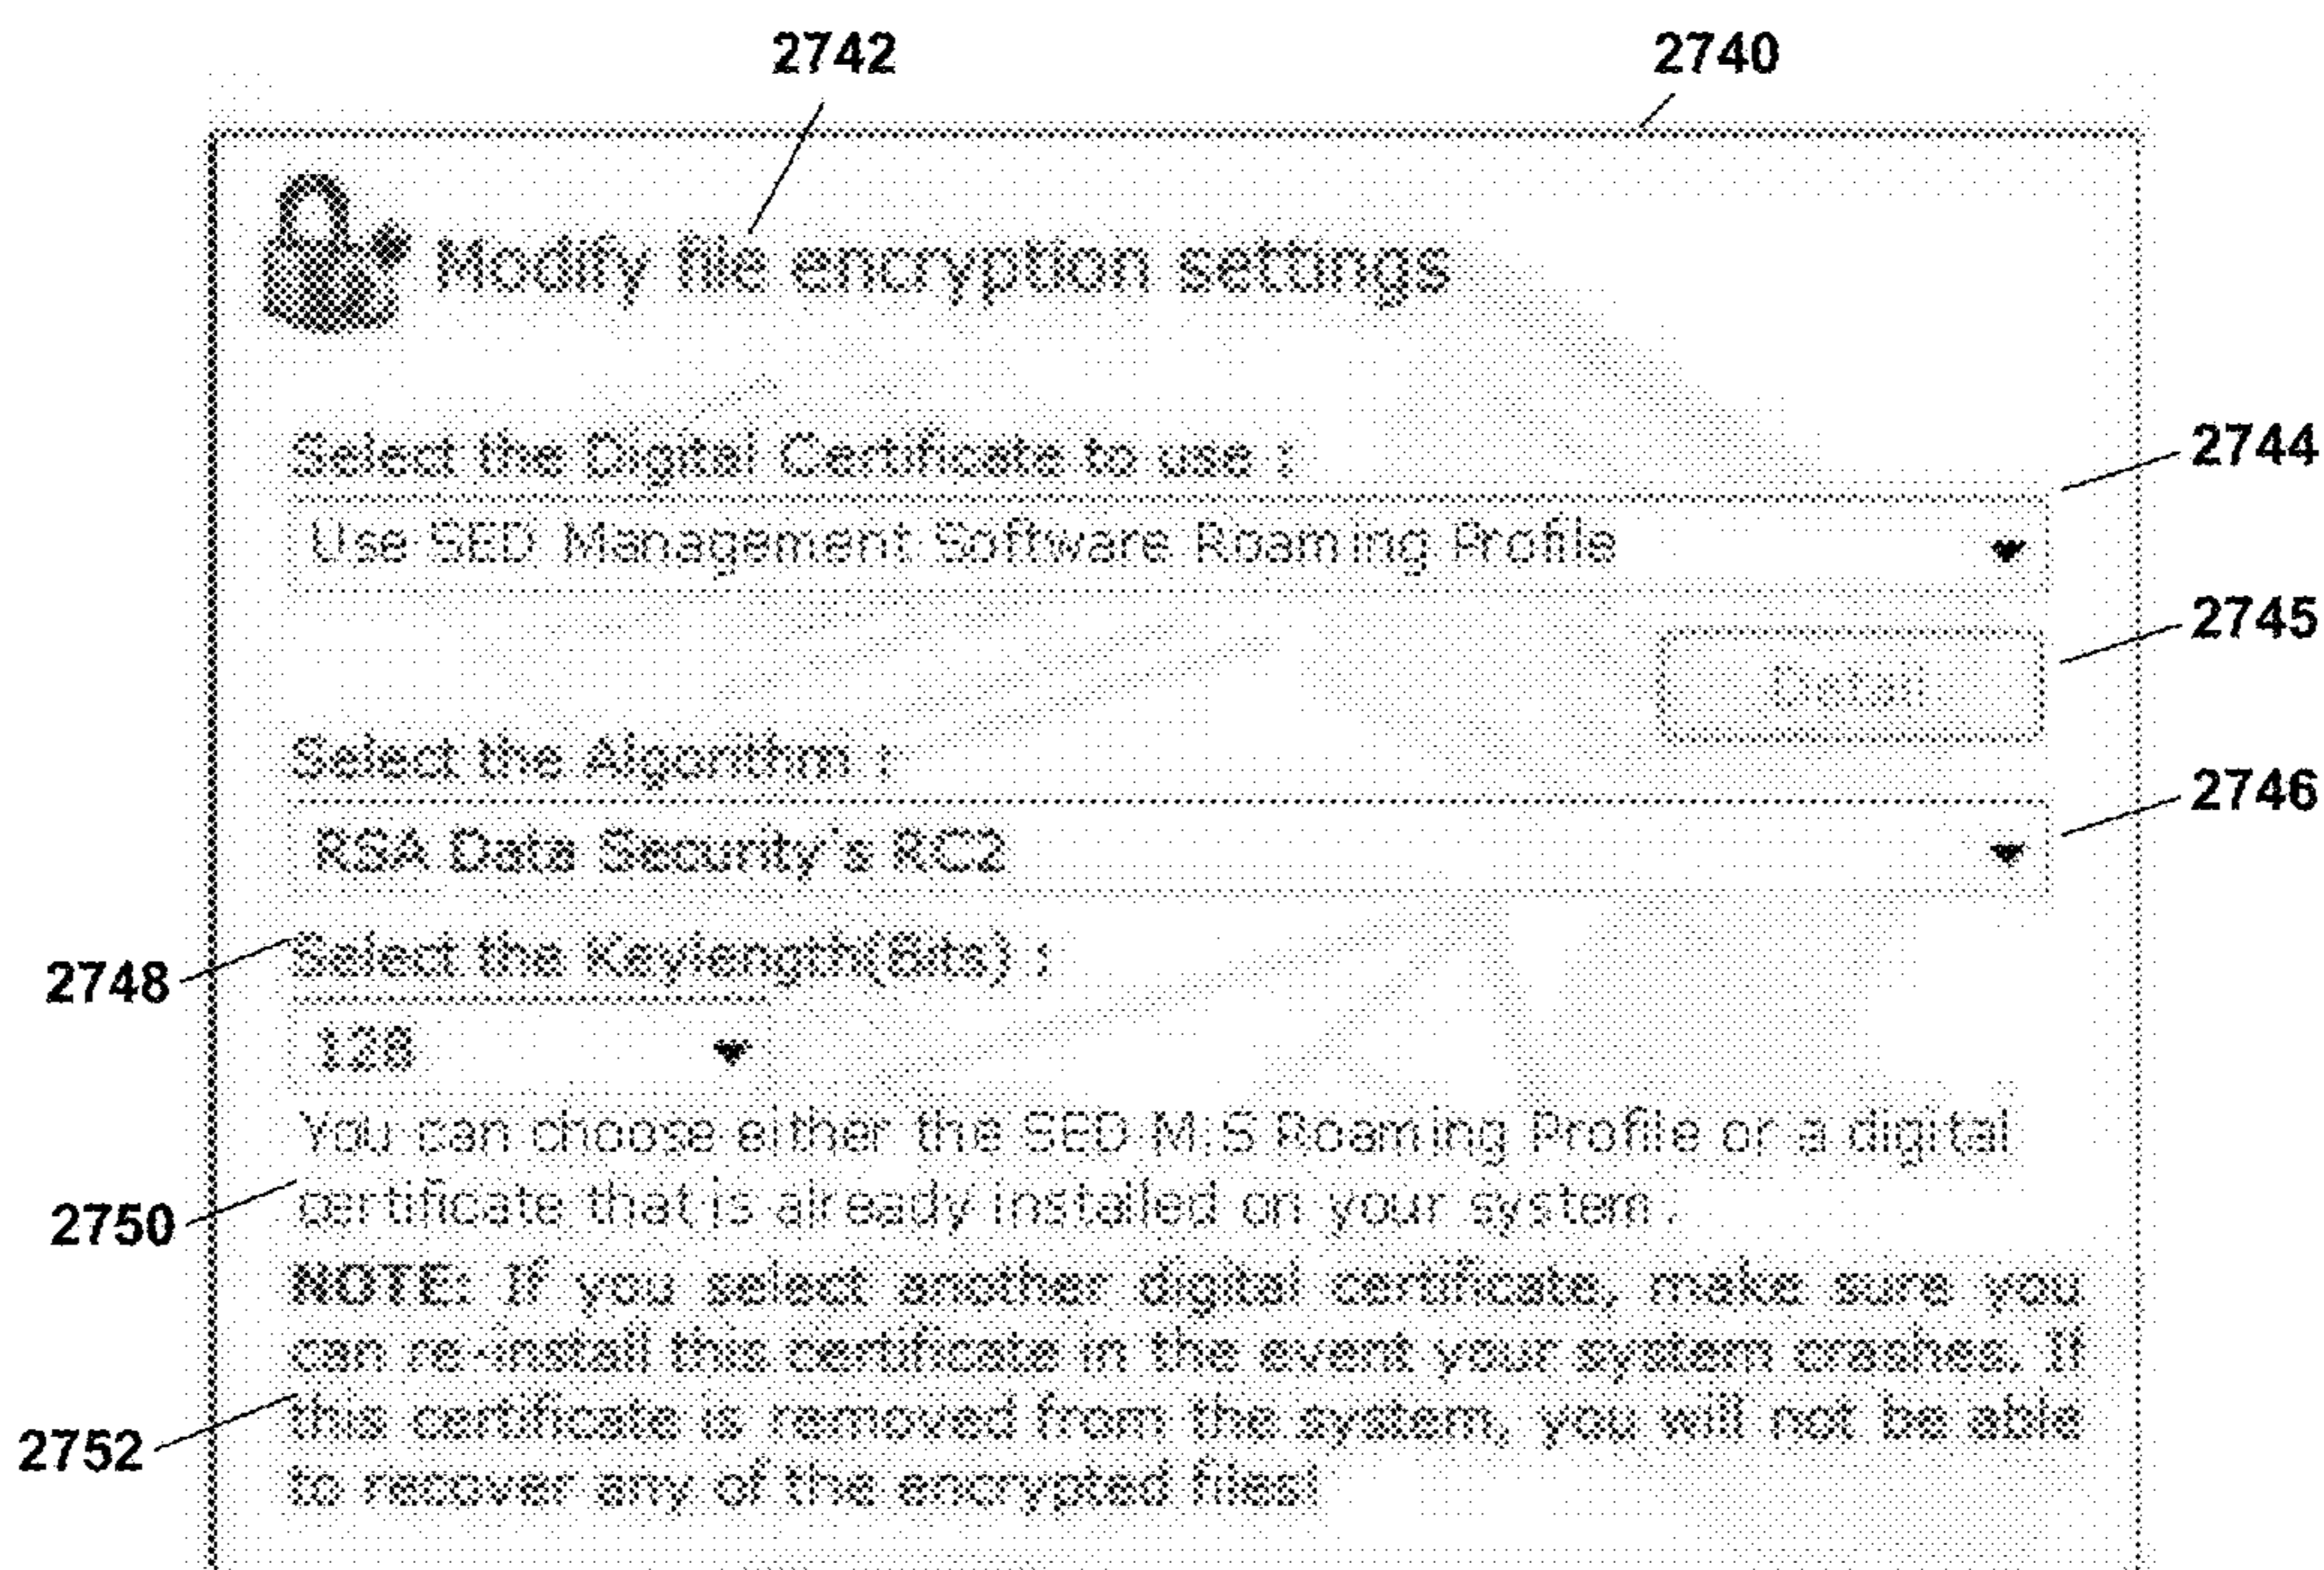 2742 2740
Modify file encryption settings
Select the Digital Certificate to use :
2744
Use SED Management Software Roaming Profile
2745
Detail
Select the Algorithm :
2746
RSA Data Security's RC2
Select the Keylength(Bits) :
2748
128
You can choose either the SED M.S Roaming Profile or a digital
certificate that is already installed on your system.
2750
NOTE: If you select another digital certificate, make sure you
can re-install this certificate in the event your system crashes. If
this certificate is removed from the system, you will not be able
2752
to recover any of the encrypted files!